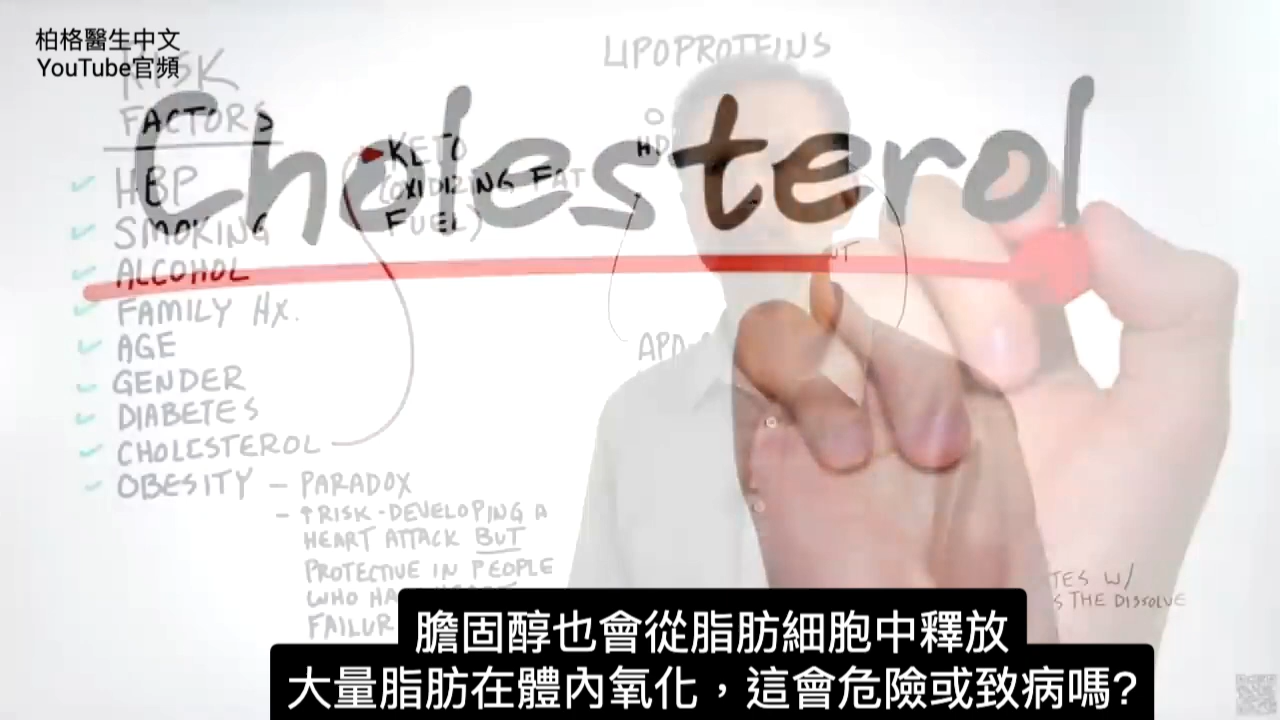 柏格醫生中文
YouTube官頻
RISK
FACTORS
HBP
SMOKING
ALCOHOL
FAMILY HX.
AGE
GENDER
DIABETES
CHOLESTEROL
OBESITY - PARADOX
- ↑RISK-DEVELOPING A
HEART ATTACK BUT
PROTECTIVE IN PEOPLE
WHO
KETO
(OXIDIZING FAT
FUEL)
LIPOPROTEINS
Cholesterol
THE DISSOLVE
膽固醇也會從脂肪細胞中釋放
大量脂肪在體內氧化，這會危險或致病嗎?